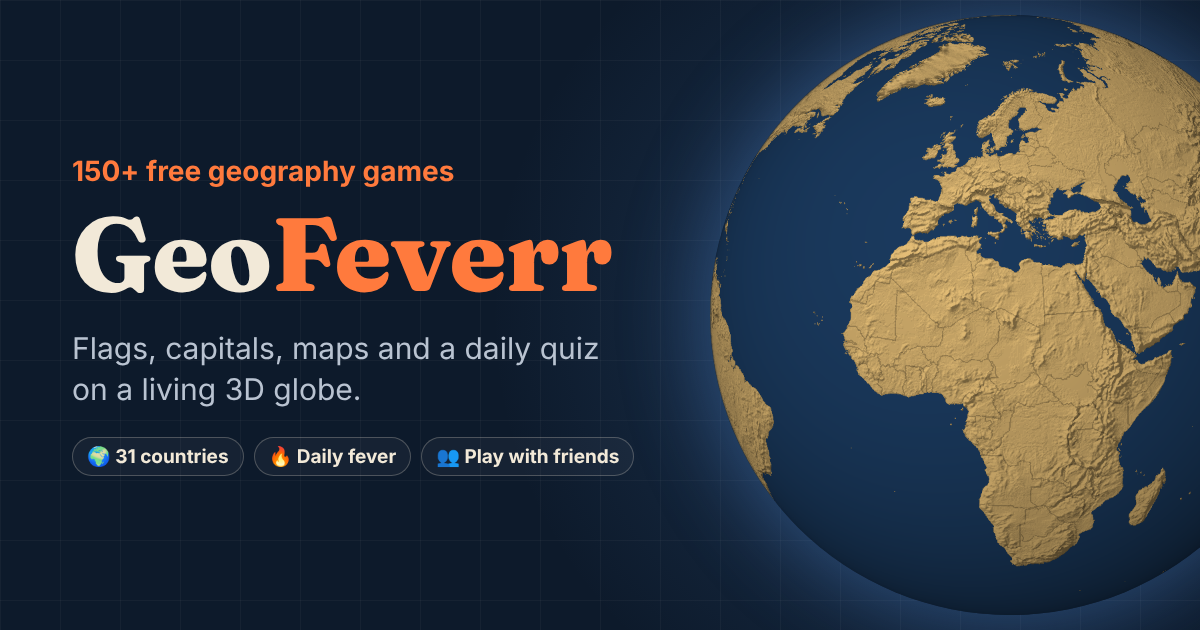 150+ free geography games
GeoFeverr
Flags, capitals, maps and a daily quiz
on a living 3D globe.
🌍 31 countries
🔥 Daily fever
👥 Play with friends